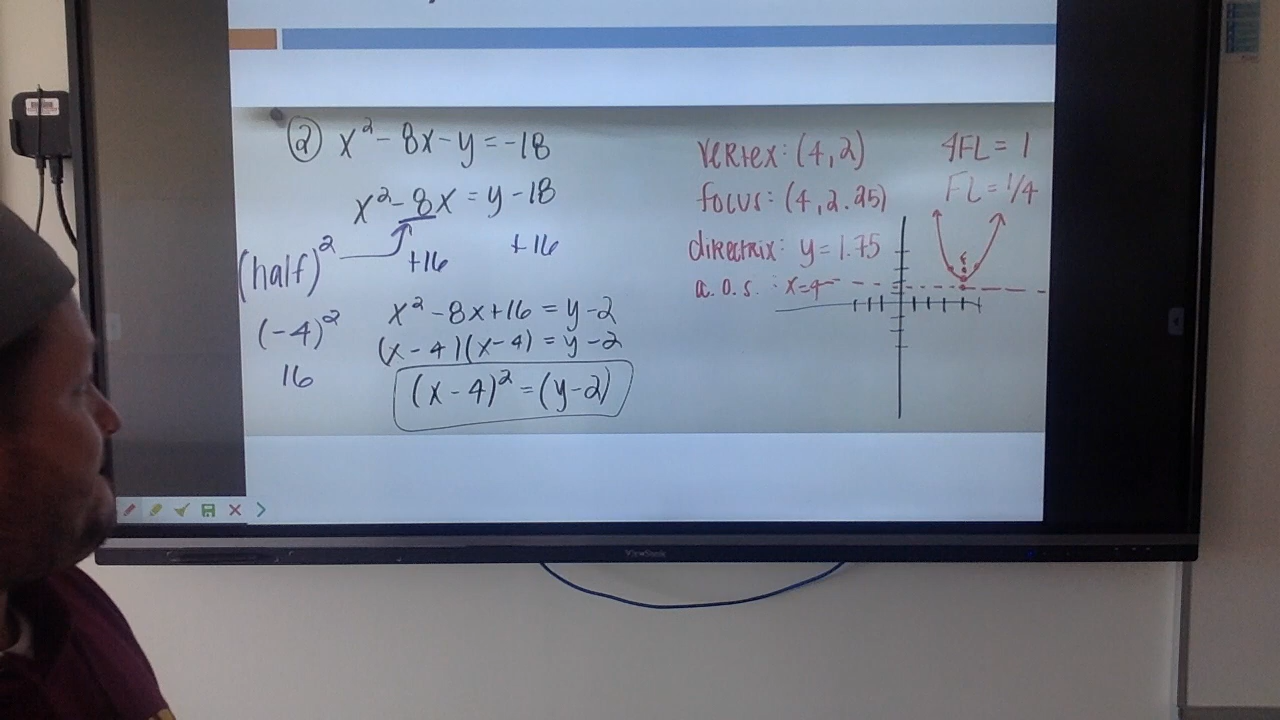 ② x² - 8x - y = -18
x² - 8x = y - 18
(half)² +16 +16
(-4)²
16
x² - 8x + 16 = y - 2
(x - 4)(x - 4) = y - 2
(x - 4)² = (y - 2)
vertex: (4, 2)
focus: (4, 2.25)
directrix: y = 1.75
a.o.s.: x = 4
4FL = 1
FL = 1/4
F
ViewSonic